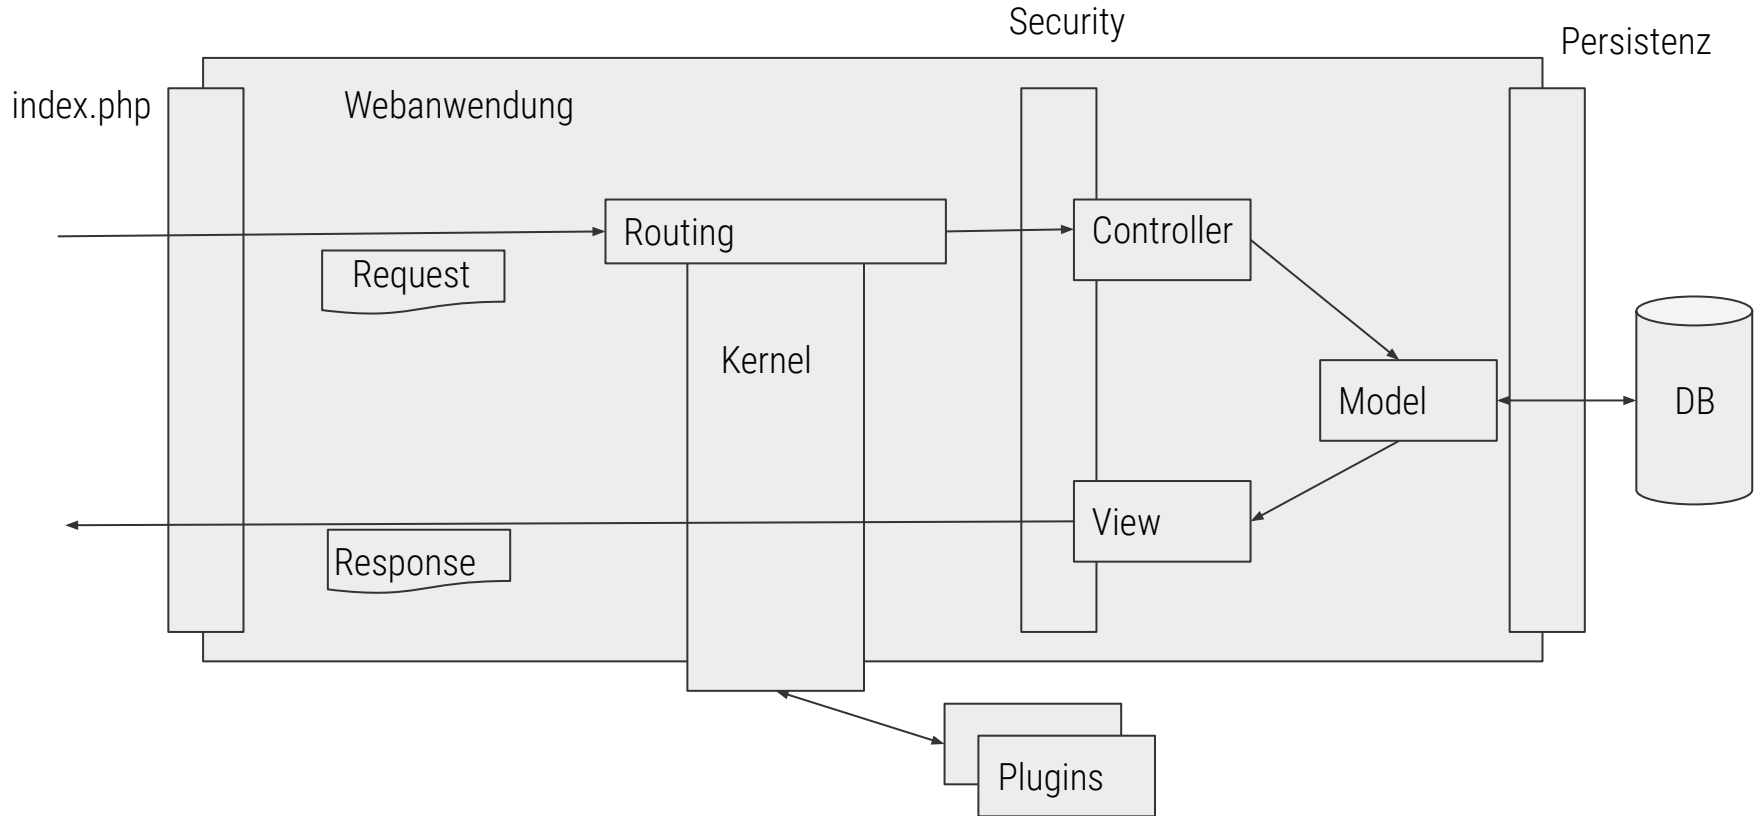 Security
Persistenz
index.php
Webanwendung
Routing
Controller
Request
Kernel
Model
DB
View
Response
Plugins